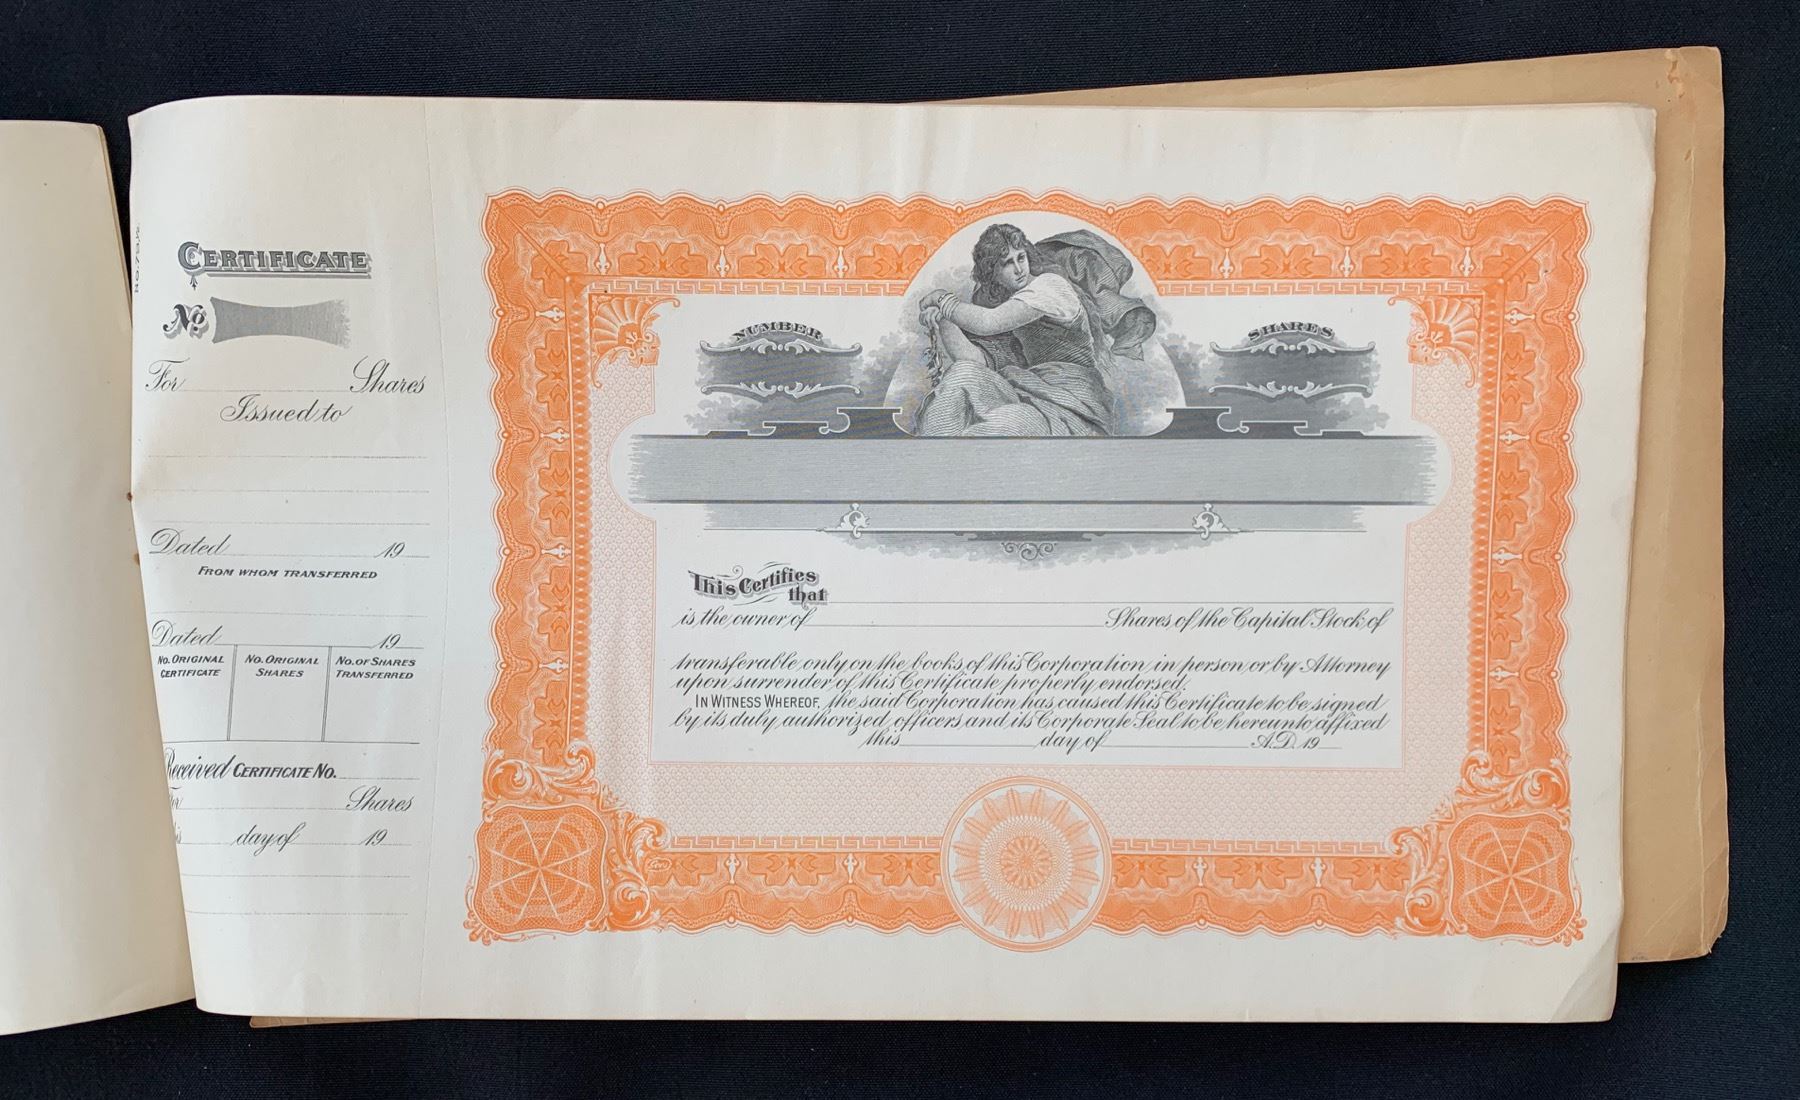 CERTIFICATE
No
For Shares
Issued to
Dated 19
FROM WHOM TRANSFERRED
Dated 19
NO. ORIGINAL CERTIFICATE
NO. ORIGINAL SHARES
NO. OF SHARES TRANSFERRED
Received CERTIFICATE NO.
For Shares
day of 19
NUMBER
SHARES
This Certifies
that
is the owner of Shares of the Capital Stock of
transferable only on the books of this Corporation in person or by Attorney
upon surrender of this Certificate properly endorsed.
IN WITNESS WHEREOF, the said Corporation has caused this Certificate to be signed
by its duly authorized officers and its Corporate Seal to be hereunto affixed
this day of A.D. 19